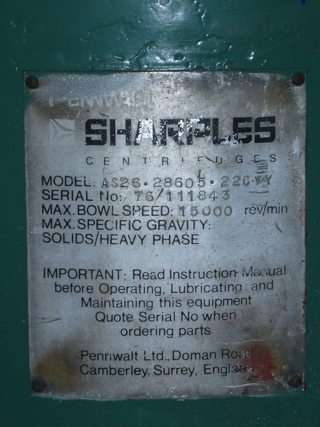 PENNWALT
SHARPLES
CENTRIFUGES
MODEL: AS26·28605·22
SERIAL No: 76/111843
MAX.BOWL SPEED: 15000 rev/min
MAX.SPECIFIC GRAVITY:
SOLIDS/HEAVY PHASE
IMPORTANT: Read Instruction Manual
before Operating, Lubricating and
Maintaining this equipment
Quote Serial No when
ordering parts
Pennwalt Ltd., Doman Road
Camberley, Surrey, England